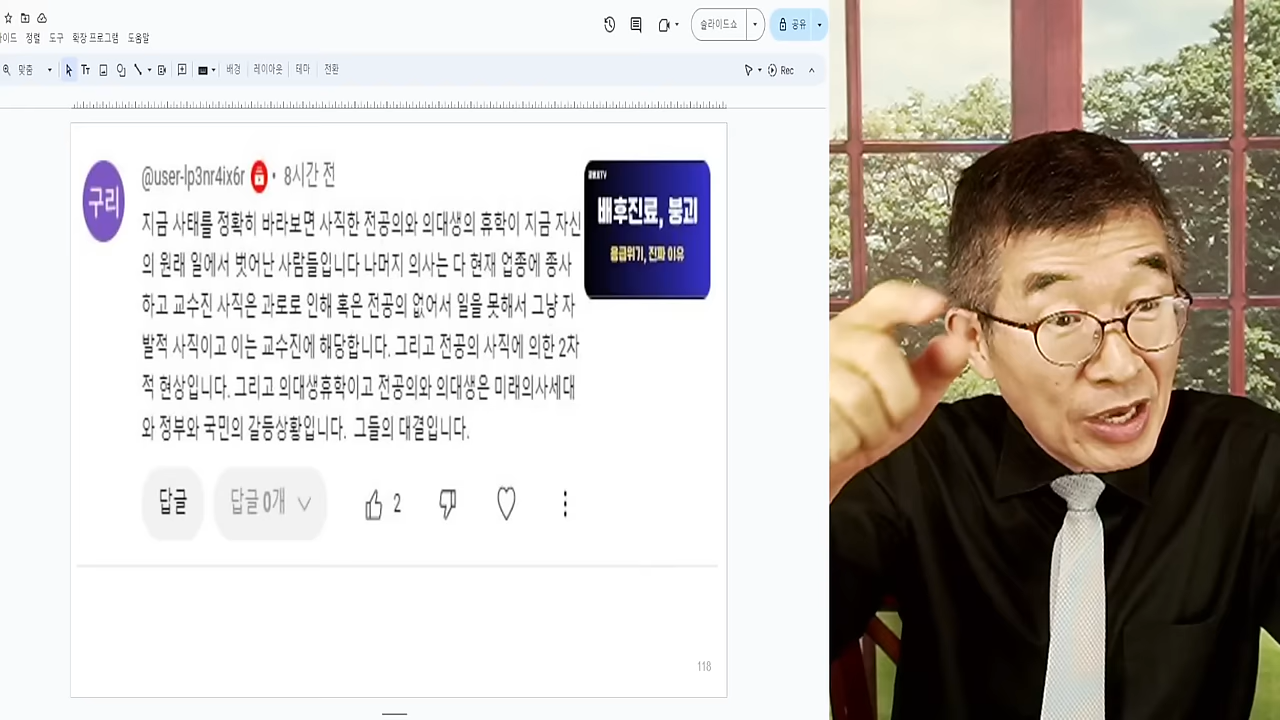 정렬 도구 확장 프로그램 도움말
슬라이드쇼
공유
맞춤
Tr
배경
레이아웃
테마
전환
Rec
구리
@user-lp3nr4ix6r · 8시간 전
지금 사태를 정확히 바라보면 사직한 전공의와 의대생의 휴학이 지금 자신
의 원래 일에서 벗어난 사람들입니다 나머지 의사는 다 현재 업종에 종사
하고 교수진 사직은 과로로 인해 혹은 전공의 없어서 일을 못해서 그냥 자
발적 사직이고 이는 교수진에 해당합니다. 그리고 전공의 사직에 의한 2차
적 현상입니다. 그리고 의대생휴학이고 전공의와 의대생은 미래의사세대
와 정부와 국민의 갈등상황입니다. 그들의 대결입니다.
배후진료, 붕괴
응급위기, 진짜 이유
답글
답글 0개
2
118